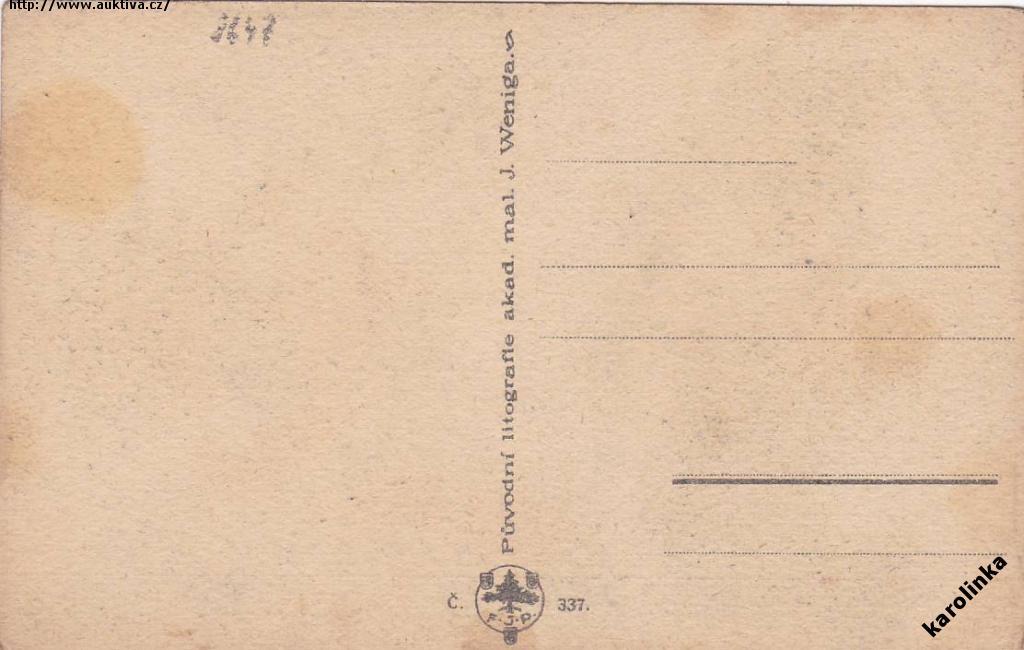 http://www.auktiva.cz/
Původní litografie akad. mal. J. Weniga.
Č. 337.
F. J. P.
karolinka